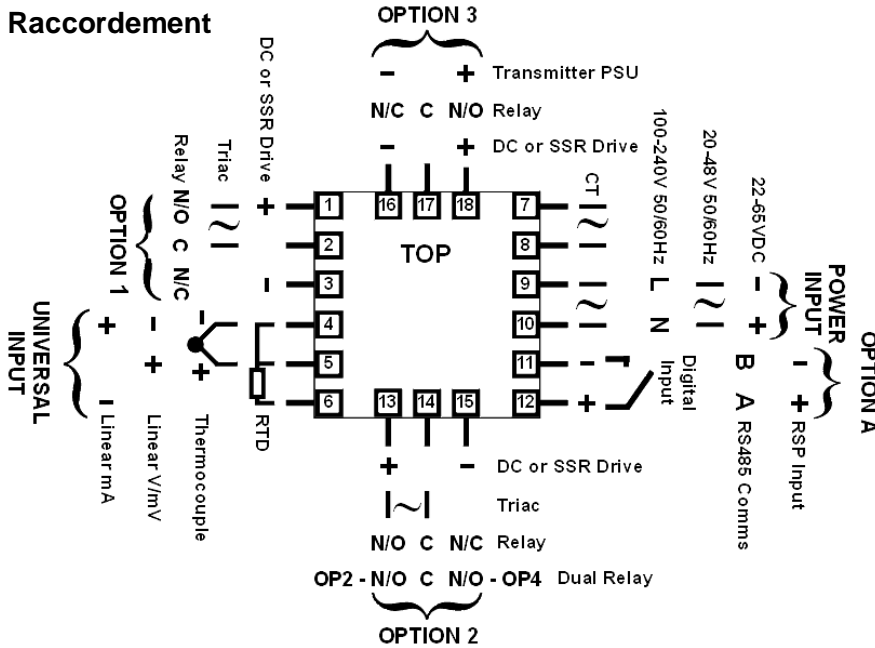 Raccordement
OPTION 3
- + Transmitter PSU
N/C C N/O Relay
- + DC or SSR Drive
16 17 18
TOP
1
2
3
4
5
6
7
8
9
10
11
12
13 14 15
DC or SSR Drive
+ -
Triac
~
Relay N/O C N/C
OPTION 1
UNIVERSAL
INPUT
+ - Linear mA
- + Linear V/mV
- + Thermocouple
RTD
CT
~
100-240V 50/60Hz
L N
20-48V 50/60Hz
~
22-65VDC
- +
POWER
INPUT
OPTION A
- + Digital
Input
B A RS485 Comms
- + RSP Input
+ - DC or SSR Drive
~ Triac
N/O C N/C Relay
OP2 - N/O C N/O - OP4 Dual Relay
OPTION 2